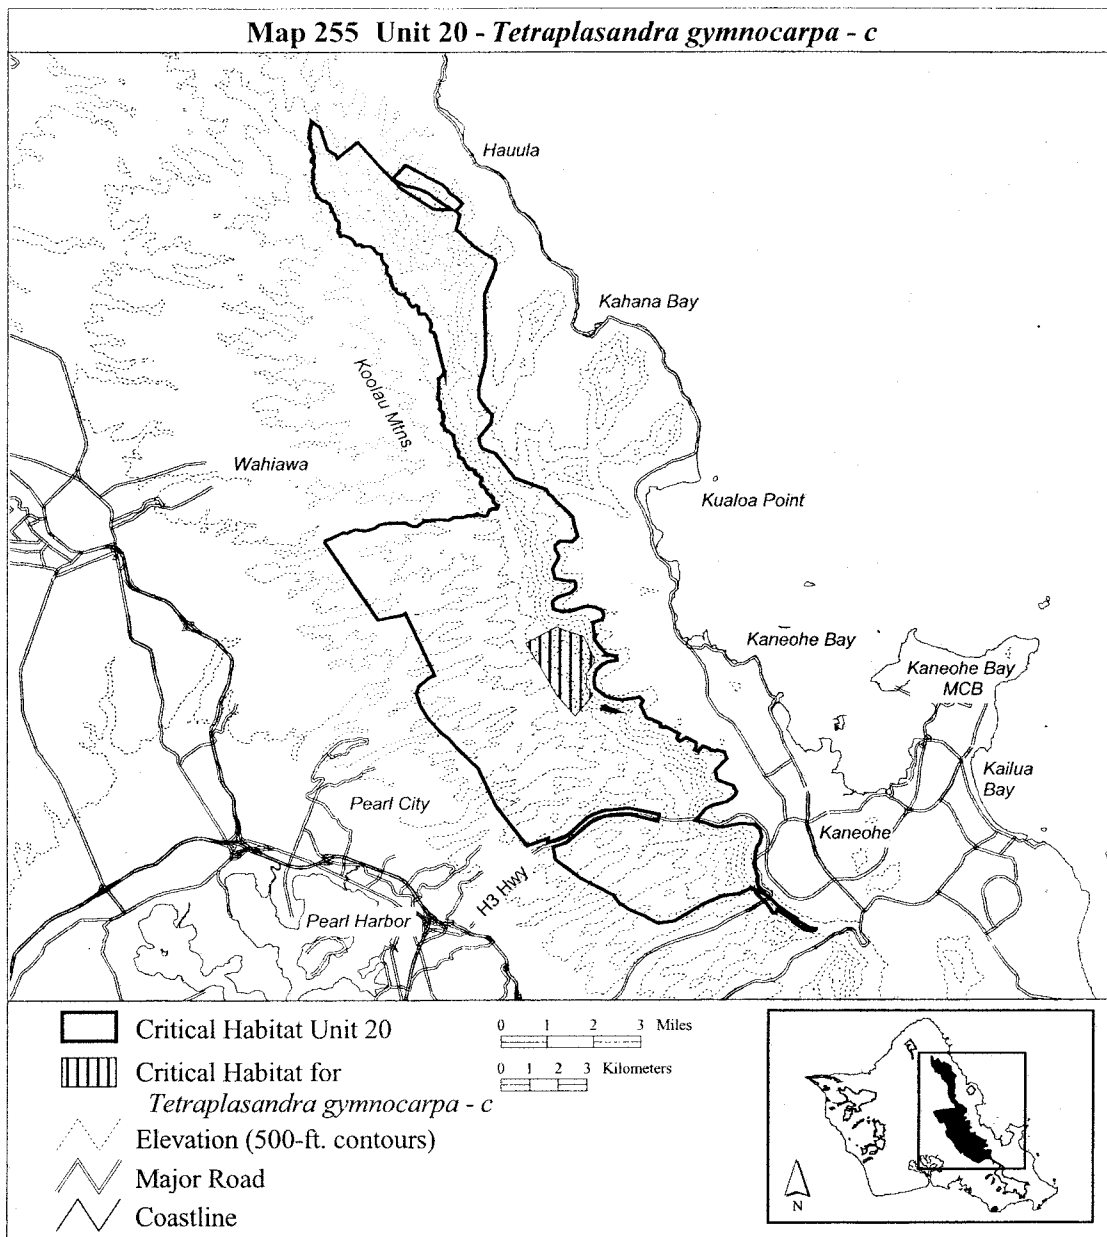 Map 255 Unit 20 - Tetraplasandra gymnocarpa - c
Hauula
Kahana Bay
Koolau Mtns
Wahiawa
Kualoa Point
Kaneohe Bay
Kaneohe Bay
MCB
Kailua
Bay
Pearl City
Kaneohe
H3 Hwy
Pearl Harbor
Critical Habitat Unit 20
0 1 2 3 Miles
Critical Habitat for
Tetraplasandra gymnocarpa - c
0 1 2 3 Kilometers
Elevation (500-ft. contours)
Major Road
Coastline
N